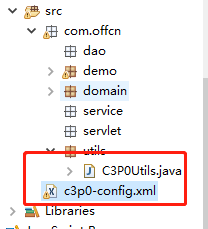 src
com.offcn
dao
demo
domain
service
servlet
utils
C3P0Utils.java
c3p0-config.xml
Libraries